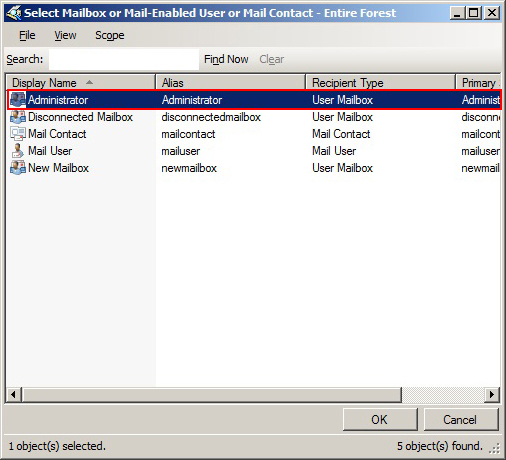 Select Mailbox or Mail-Enabled User or Mail Contact - Entire Forest
File View Scope
Search: Find Now Clear
Display Name Alias Recipient Type Primary
Administrator Administrator User Mailbox Administ
Disconnected Mailbox disconnectedmailbox User Mailbox disconne
Mail Contact mailcontact Mail Contact mailcont
Mail User mailuser Mail User mailuser
New Mailbox newmailbox User Mailbox newmail
OK Cancel
1 object(s) selected. 5 object(s) found.